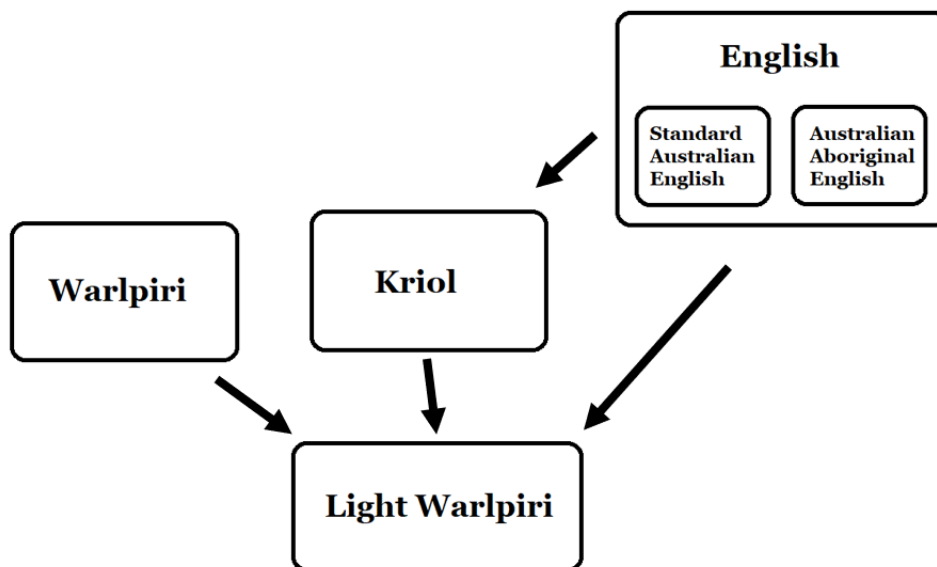 English
Standard
Australian
English
Australian
Aboriginal
English
Warlpiri
Kriol
Light Warlpiri